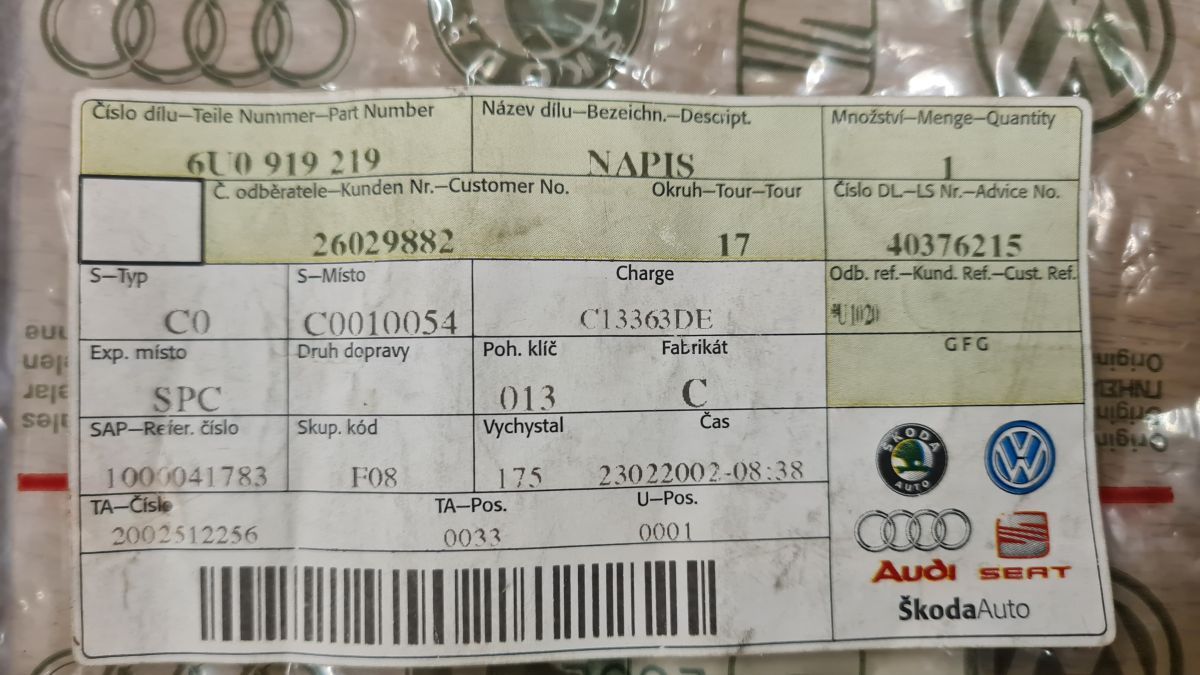 Číslo dílu–Teile Nummer–Part Number
6U0 919 219
Název dílu–Bezeichn.–Descript.
NAPIS
Množství–Menge–Quantity
1
Č. odběratele–Kunden Nr.–Customer No.
26029882
Okruh–Tour–Tour
17
Číslo DL.–LS Nr.–Advice No.
40376215
S–Typ
C0
S–Místo
C0010054
Charge
C13363DE
Odb. ref.–Kund. Ref.–Cust. Ref.
*U1020
Exp. místo
SPC
Druh dopravy
Poh. klíč
013
Fabrikát
C
G F G
SAP–Refer. číslo
1000041783
Skup. kód
F08
Vychystal
175
Čas
23022002-08:38
TA–Číslo
2002512256
TA–Pos.
0033
U–Pos.
0001
ŠKODA
AUTO
Audi
SEAT
ŠkodaAuto